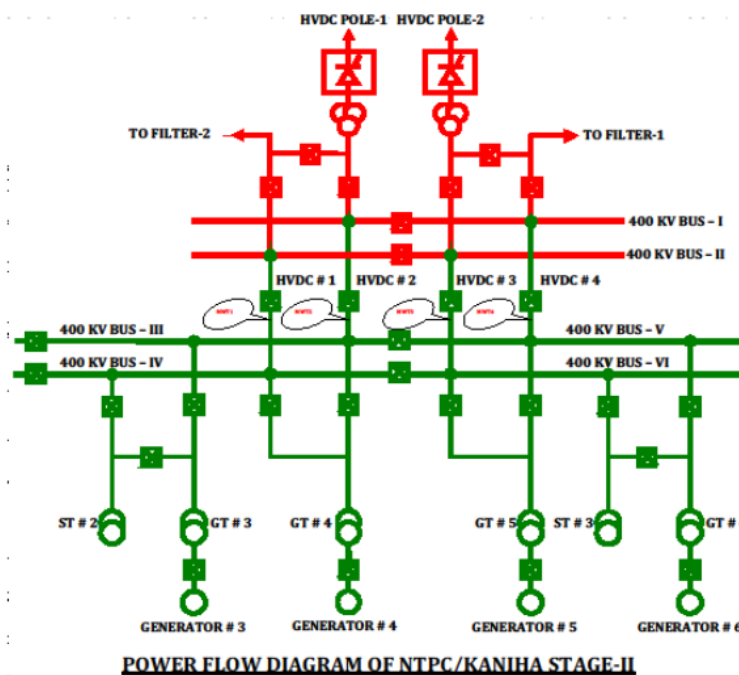 HVDC POLE-1 HVDC POLE-2
TO FILTER-2
TO FILTER-1
400 KV BUS – I
400 KV BUS – II
HVDC # 1 HVDC # 2 HVDC # 3 HVDC # 4
400 KV BUS – III
400 KV BUS – V
400 KV BUS – IV
400 KV BUS – VI
ST # 2 GT # 3 GT # 4 GT # 5 ST # 3 GT #
GENERATOR # 3 GENERATOR # 4 GENERATOR # 5 GENERATOR # 6
POWER FLOW DIAGRAM OF NTPC/KANIHA STAGE-II